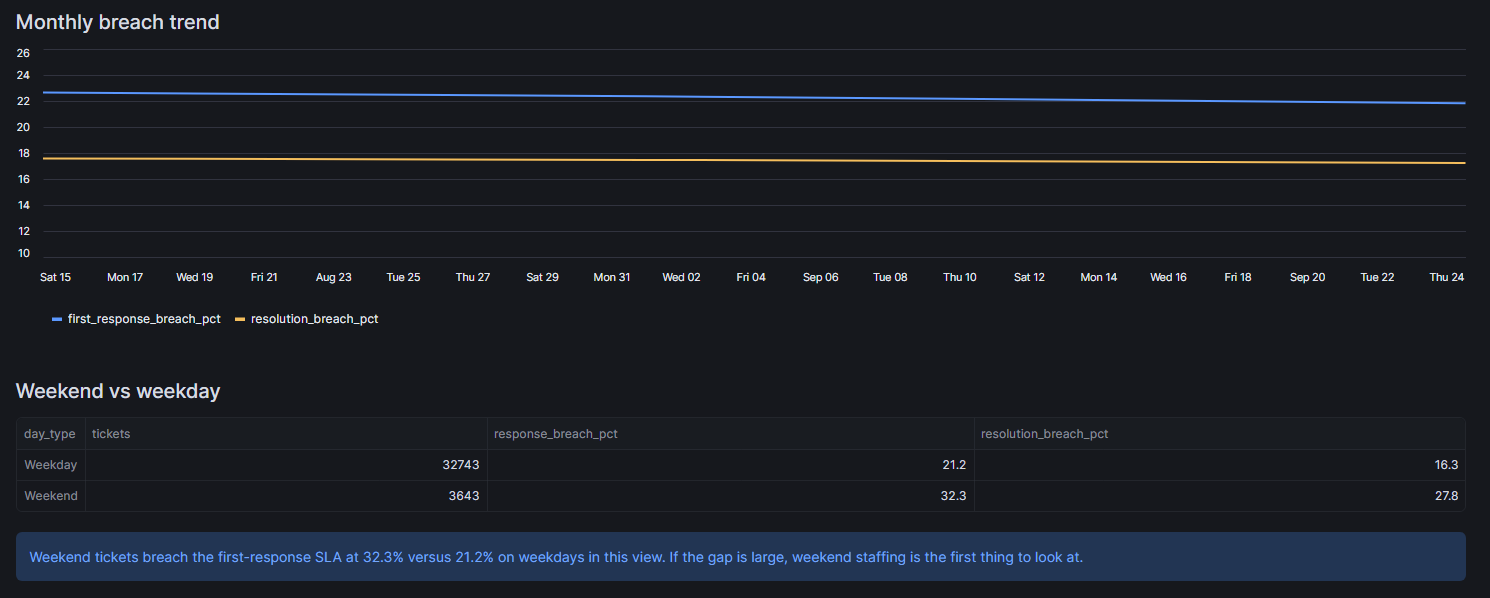 Monthly breach trend
26
24
22
20
18
16
14
12
10
Sat 15 Mon 17 Wed 19 Fri 21 Aug 23 Tue 25 Thu 27 Sat 29 Mon 31 Wed 02 Fri 04 Sep 06 Tue 08 Thu 10 Sat 12 Mon 14 Wed 16 Fri 18 Sep 20 Tue 22 Thu 24
first_response_breach_pct resolution_breach_pct
Weekend vs weekday
day_type tickets response_breach_pct resolution_breach_pct
Weekday 32743 21.2 16.3
Weekend 3643 32.3 27.8
Weekend tickets breach the first-response SLA at 32.3% versus 21.2% on weekdays in this view. If the gap is large, weekend staffing is the first thing to look at.